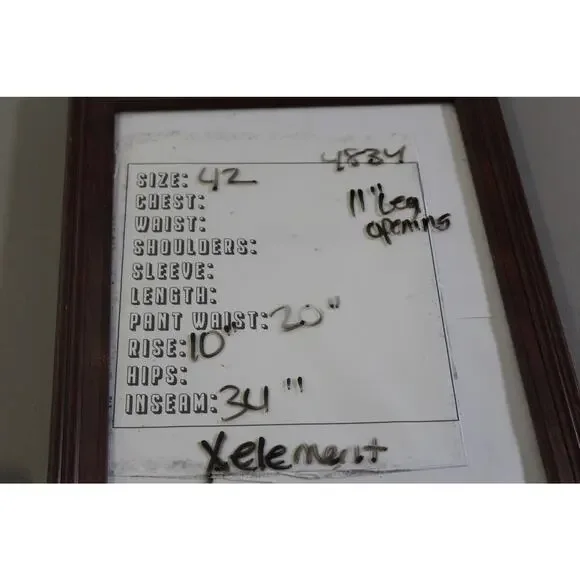 4834
SIZE: 42
CHEST:
11" Leg
opening
WAIST:
SHOULDERS:
SLEEVE:
LENGTH:
PANT WAIST: 20"
RISE: 10"
HIPS:
INSEAM: 34"
Xelement